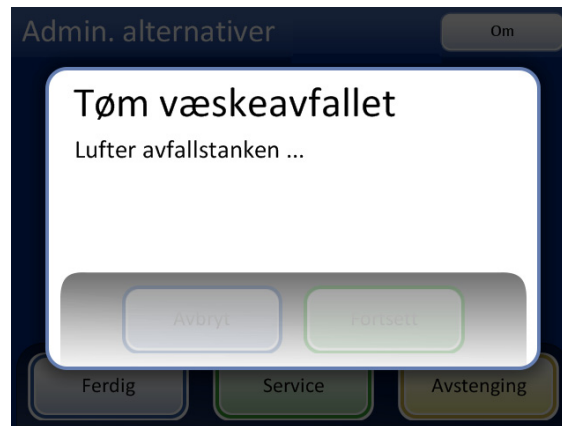 Admin. alternativer
Om
Tøm væskeavfallet
Lufter avfallstanken ...
Avbryt
Fortsett
Ferdig
Service
Avstenging